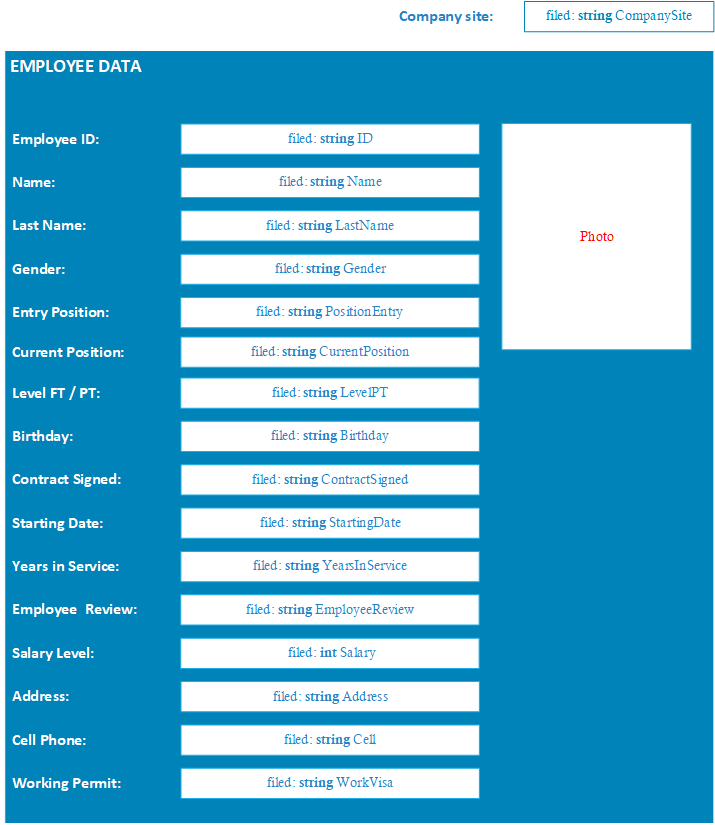 Company site: filed: string CompanySite
EMPLOYEE DATA
Employee ID: filed: string ID
Name: filed: string Name
Last Name: filed: string LastName
Photo
Gender: filed: string Gender
Entry Position: filed: string PositionEntry
Current Position: filed: string CurrentPosition
Level FT / PT: filed: string LevelPT
Birthday: filed: string Birthday
Contract Signed: filed: string ContractSigned
Starting Date: filed: string StartingDate
Years in Service: filed: string YearsInService
Employee  Review: filed: string EmployeeReview
Salary Level: filed: int Salary
Address: filed: string Address
Cell Phone: filed: string Cell
Working Permit: filed: string WorkVisa